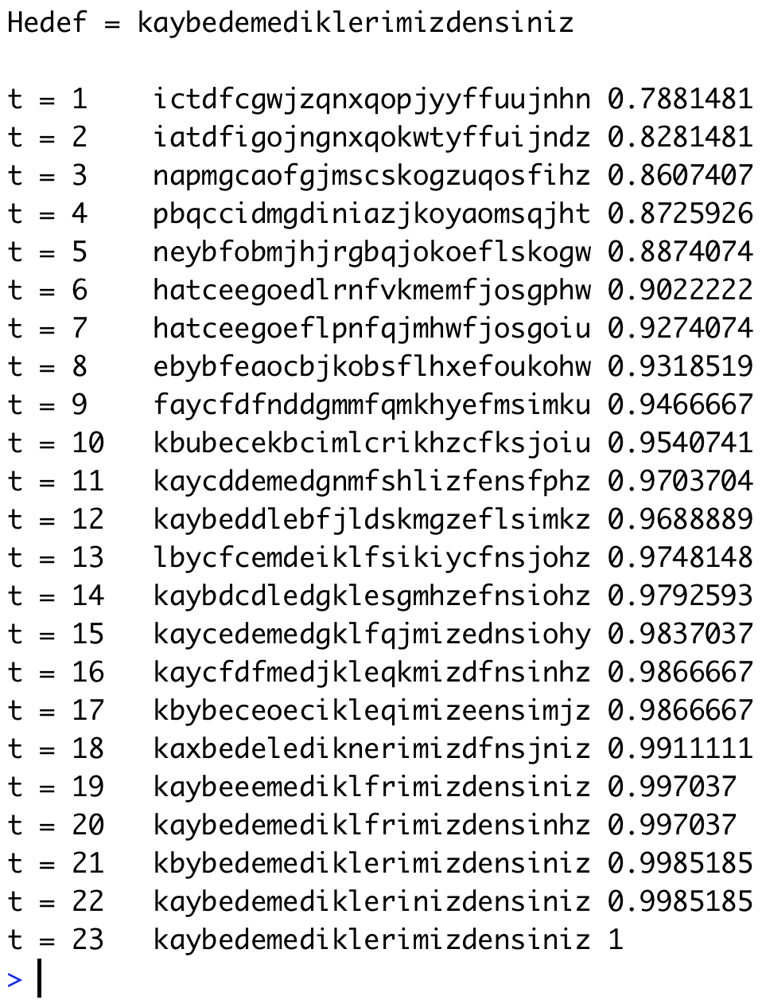 Hedef = kaybedemediklerimizdensiniz
t = 1 ictdfcgwjzqnxqopjyyffuujnhn 0.7881481
t = 2 iatdfigojngnxqokwtyffuijndz 0.8281481
t = 3 napmgcaofgjmscskogzuqosfihz 0.8607407
t = 4 pbqccidmgdiniazjkoyaomsqjht 0.8725926
t = 5 neybfobmjhjrgbqjokoeflskogw 0.8874074
t = 6 hatceegoedlrnfvkmemfjosgphw 0.9022222
t = 7 hatceegoeflpnfqjmhwfjosgoiu 0.9274074
t = 8 ebybfeaocbjkobsflhxefoukohw 0.9318519
t = 9 faycfdfnddgmmfqmkhyefmsimku 0.9466667
t = 10 kbubecekbcimlcrikhzcfksjoiu 0.9540741
t = 11 kaycddemedgnmfshlizfensfphz 0.9703704
t = 12 kaybeddlebfjldskmgzeflsimkz 0.9688889
t = 13 lbycfcemdeiklfsikiycfnsjohz 0.9748148
t = 14 kaybdcdledgklesgmhzefnsiohz 0.9792593
t = 15 kaycedemedgklfqjmizednsiohy 0.9837037
t = 16 kaycfdfmedjkleqkmizdfnsinhz 0.9866667
t = 17 kbybeceoecikleqimizeensimjz 0.9866667
t = 18 kaxbedelediknerimizdfnsjniz 0.9911111
t = 19 kaybeeemediklfrimizdensiniz 0.997037
t = 20 kaybedemediklfrimizdensinhz 0.997037
t = 21 kbybedemediklerimizdensiniz 0.9985185
t = 22 kaybedemediklerinizdensiniz 0.9985185
t = 23 kaybedemediklerimizdensiniz 1
>